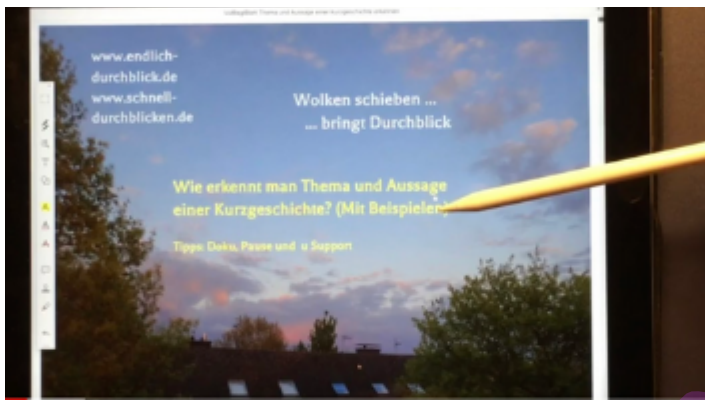 www.endlich-
durchblick.de
www.schnell-
durchblicken.de
Wolken schieben ...
.... bringt Durchblick
Wie erkennt man Thema und Aussage
einer Kurzgeschichte? (Mit Beispielen)
Tipps: Doku, Pause und u Support